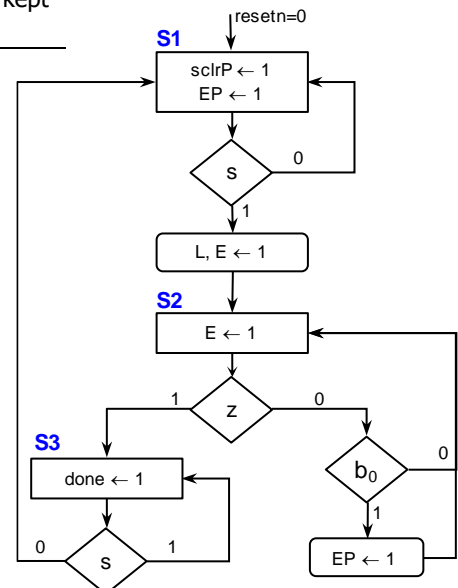 kept
resetn=0
S1
sclrP ← 1
EP ← 1
0
s
1
L, E ← 1
S2
E ← 1
1
z
0
S3
done ← 1
b0
0
1
0
s
1
EP ← 1